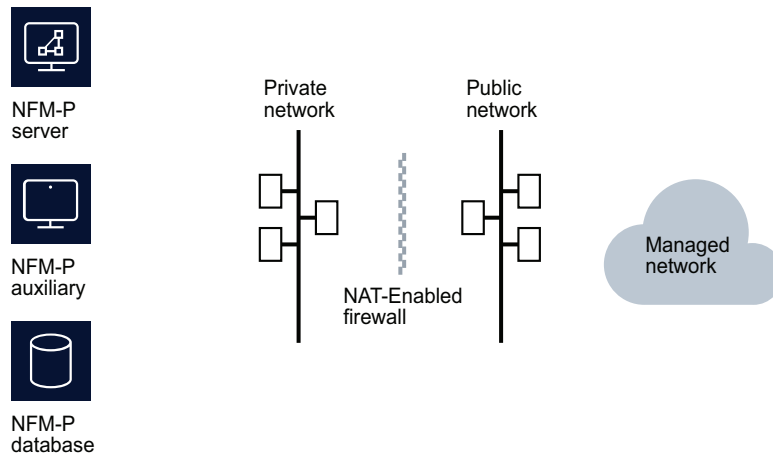 NFM-P
server
NFM-P
auxiliary
NFM-P
database
Private
network
NAT-Enabled
firewall
Public
network
Managed
network